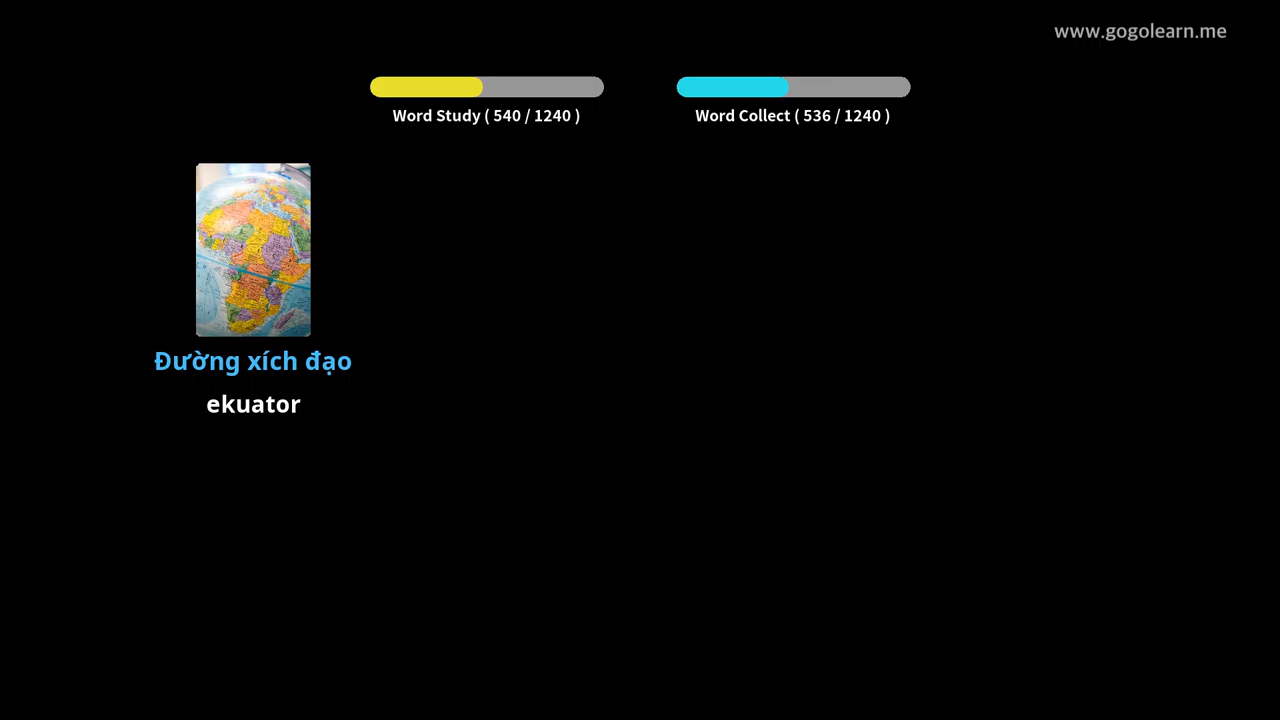 www.gogolearn.me
Word Study ( 540 / 1240 )
Word Collect ( 536 / 1240 )
Đường xích đạo
ekuator